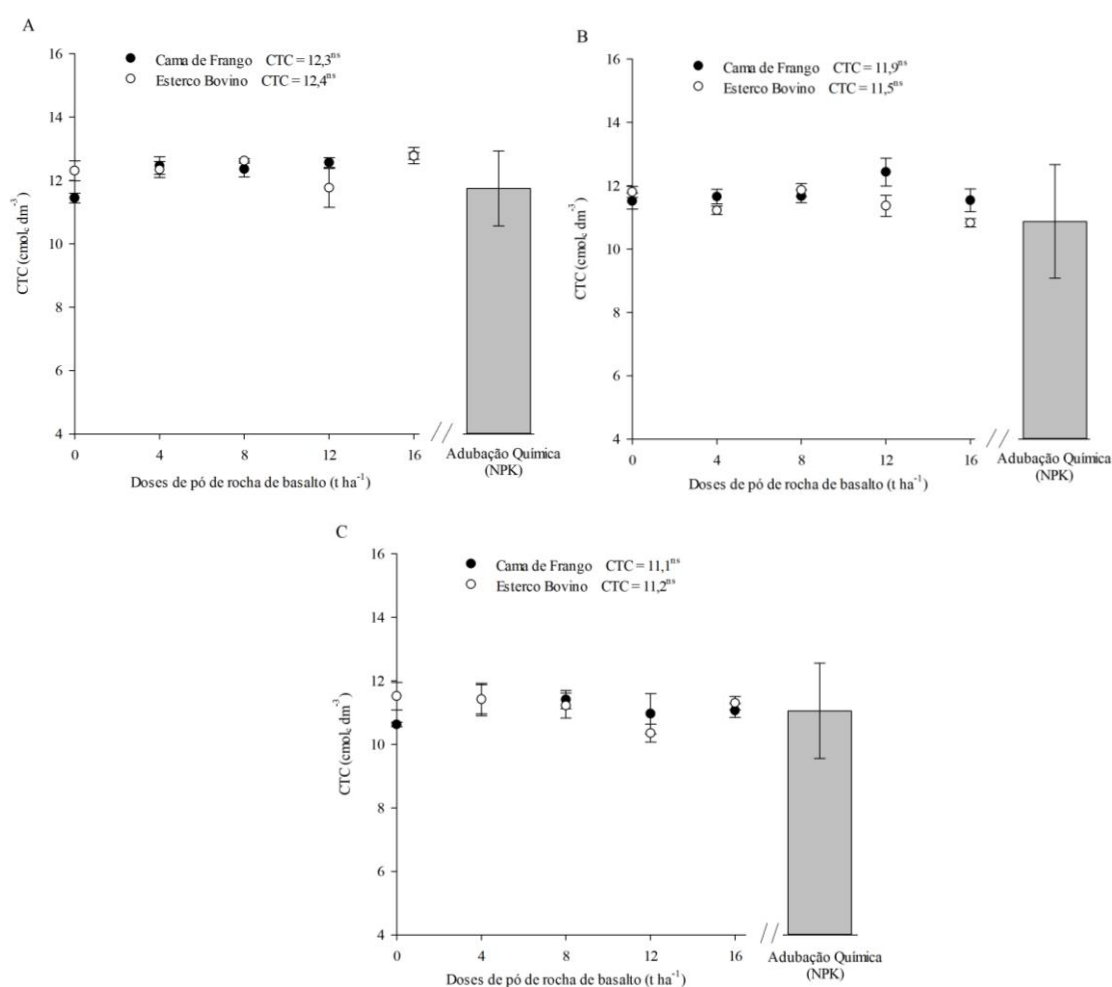 A
Cama de Frango CTC = 12,3ns
Esterco Bovino CTC = 12,4ns
16
14
12
10
8
6
4
CTC (cmolc dm-3)
0 4 8 12 16
Doses de pó de rocha de basalto (t ha-1)
Adubação Química
(NPK)
B
Cama de Frango CTC = 11,9ns
Esterco Bovino CTC = 11,5ns
16
14
12
10
8
6
4
CTC (cmolc dm-3)
0 4 8 12 16
Doses de pó de rocha de basalto (t ha-1)
Adubação Química
(NPK)
C
Cama de Frango CTC = 11,1ns
Esterco Bovino CTC = 11,2ns
16
14
12
10
8
6
4
CTC (cmolc dm-3)
0 4 8 12 16
Doses de pó de rocha de basalto (t ha-1)
Adubação Química
(NPK)